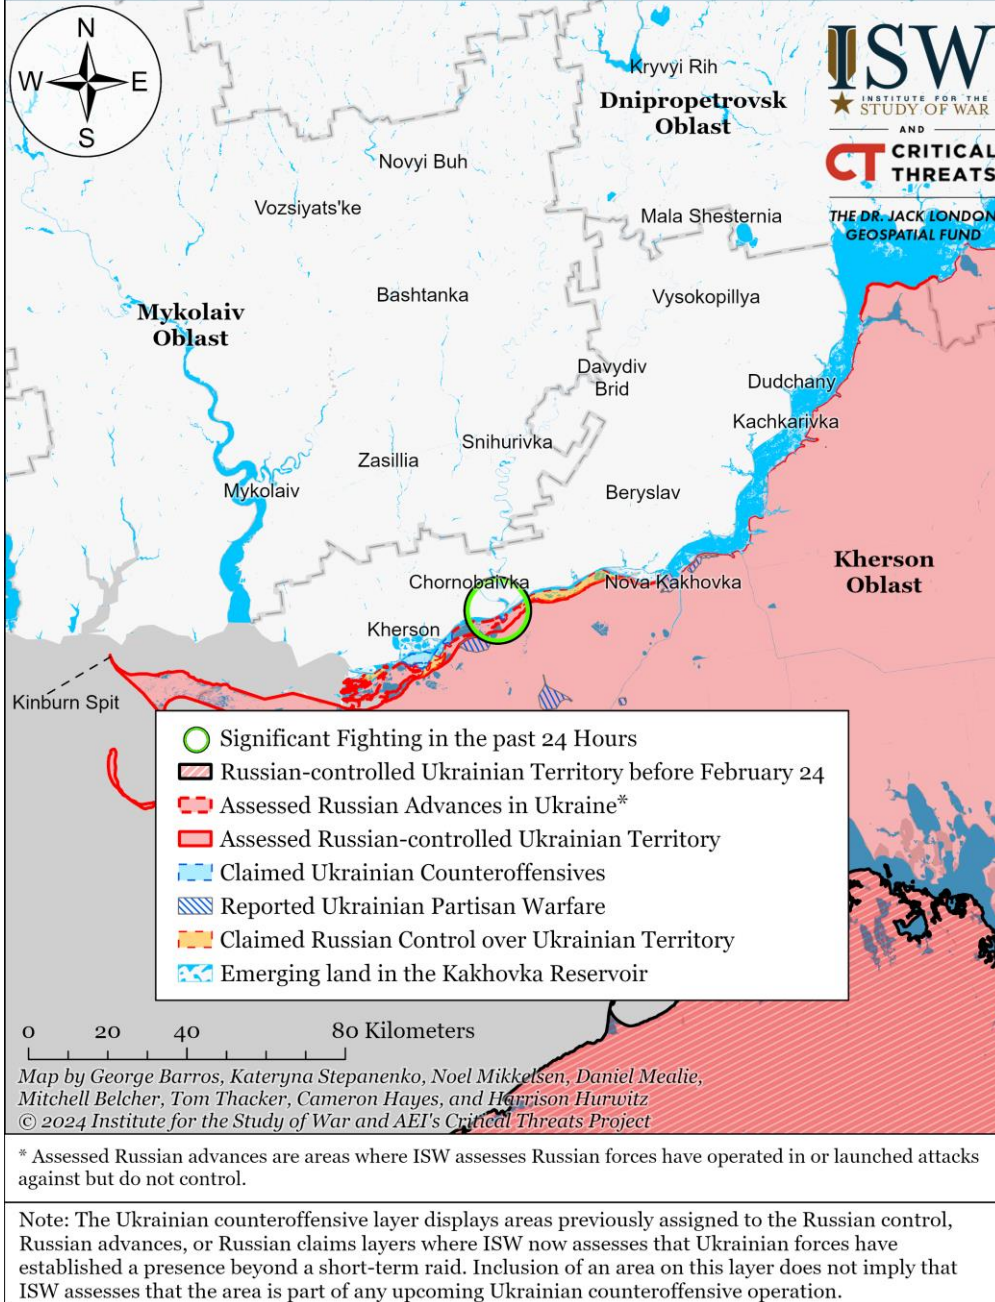 N
W E
S
ISW
INSTITUTE FOR THE
STUDY OF WAR
AND
CT CRITICAL
THREATS
THE DR. JACK LONDON
GEOSPATIAL FUND
Kryvyi Rih
Dnipropetrovsk
Oblast
Novyi Buh
Vozsiyats'ke
Mala Shesternia
Bashtanka
Vysokopillya
Mykolaiv
Oblast
Davydiv
Brid
Dudchany
Kachkarivka
Snihurivka
Zasillia
Mykolaiv
Beryslav
Kherson
Oblast
Chornobaivka
Nova Kakhovka
Kherson
Kinburn Spit
Significant Fighting in the past 24 Hours
Russian-controlled Ukrainian Territory before February 24
Assessed Russian Advances in Ukraine*
Assessed Russian-controlled Ukrainian Territory
Claimed Ukrainian Counteroffensives
Reported Ukrainian Partisan Warfare
Claimed Russian Control over Ukrainian Territory
Emerging land in the Kakhovka Reservoir
0 20 40 80 Kilometers
Map by George Barros, Kateryna Stepanenko, Noel Mikkelsen, Daniel Mealie,
Mitchell Belcher, Tom Thacker, Cameron Hayes, and Harrison Hurwitz
© 2024 Institute for the Study of War and AEI's Critical Threats Project
* Assessed Russian advances are areas where ISW assesses Russian forces have operated in or launched attacks
against but do not control.
Note: The Ukrainian counteroffensive layer displays areas previously assigned to the Russian control,
Russian advances, or Russian claims layers where ISW now assesses that Ukrainian forces have
established a presence beyond a short-term raid. Inclusion of an area on this layer does not imply that
ISW assesses that the area is part of any upcoming Ukrainian counteroffensive operation.